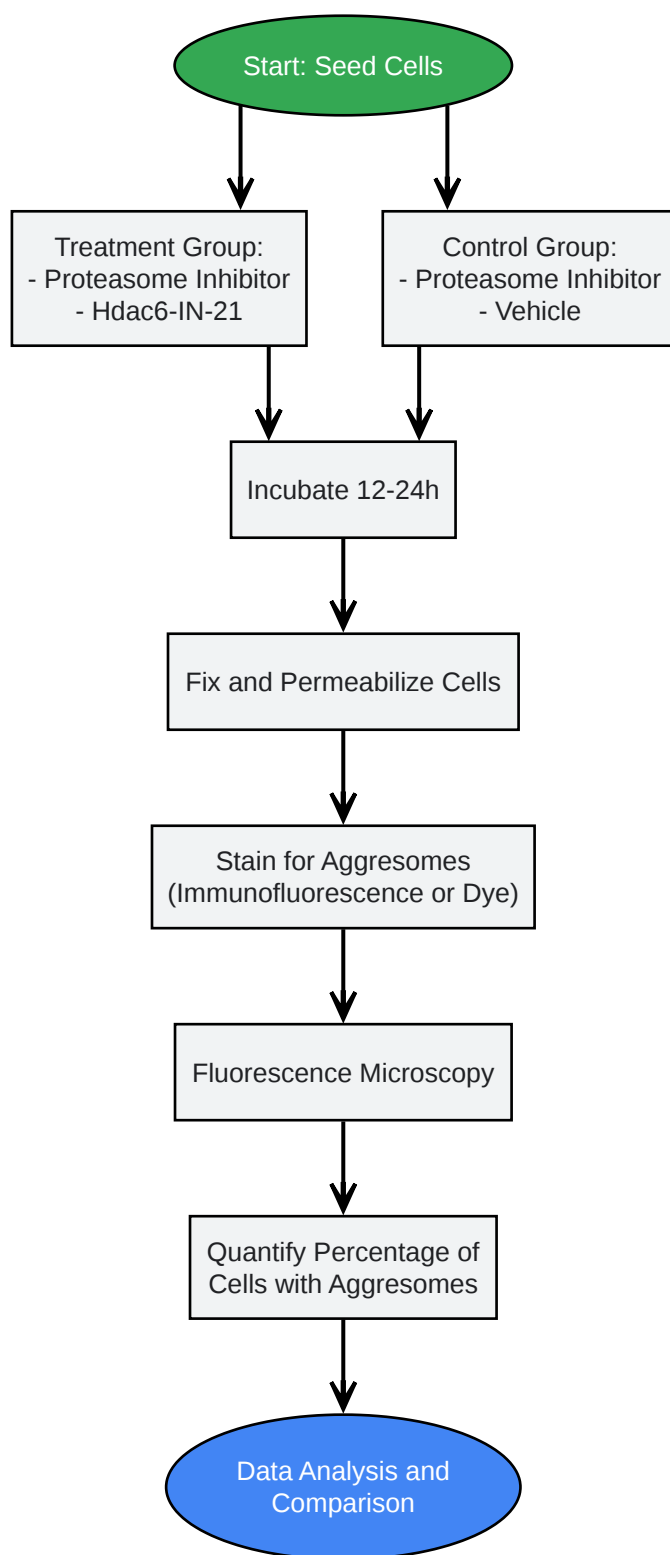 Start: Seed Cells
Treatment Group:
- Proteasome Inhibitor
- Hdac6-IN-21
Control Group:
- Proteasome Inhibitor
- Vehicle
Incubate 12-24h
Fix and Permeabilize Cells
Stain for Aggresomes
(Immunofluorescence or Dye)
Fluorescence Microscopy
Quantify Percentage of
Cells with Aggresomes
Data Analysis and
Comparison